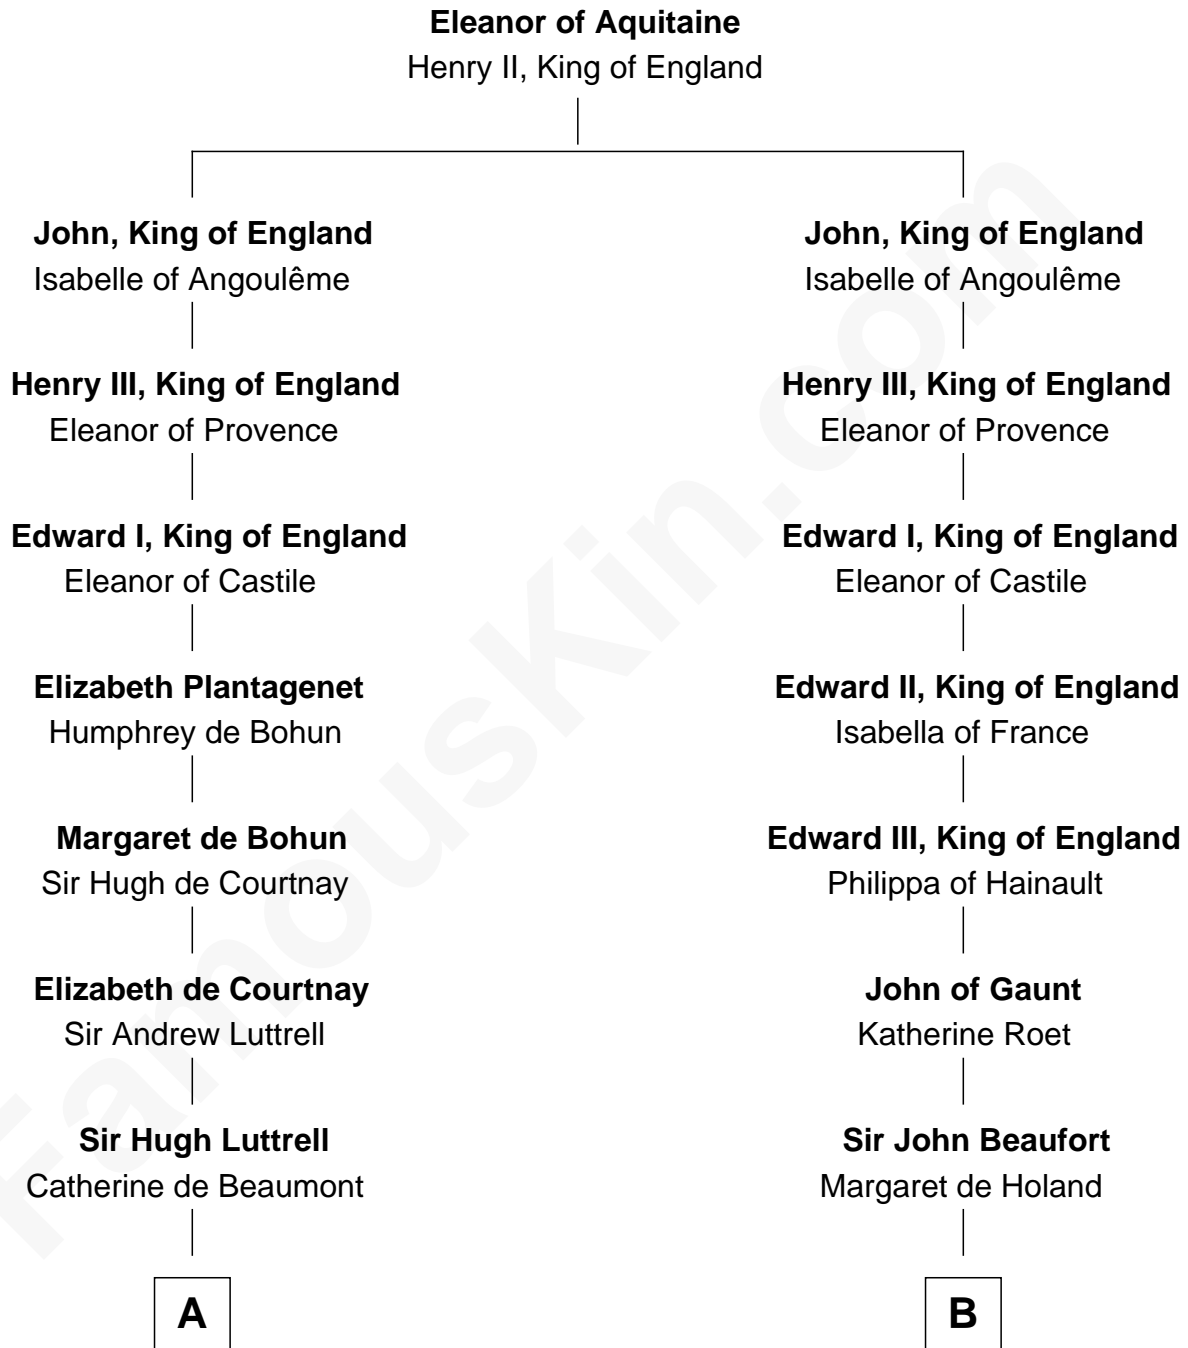 Eleanor of Aquitaine
Henry II, King of England
John, King of England
Isabelle of Angoulême
Henry III, King of England
Eleanor of Provence
Edward I, King of England
Eleanor of Castile
Elizabeth Plantagenet
Humphrey de Bohun
Margaret de Bohun
Sir Hugh de Courtnay
Elizabeth de Courtnay
Sir Andrew Luttrell
Sir Hugh Luttrell
Catherine de Beaumont
A
John, King of England
Isabelle of Angoulême
Henry III, King of England
Eleanor of Provence
Edward I, King of England
Eleanor of Castile
Edward II, King of England
Isabella of France
Edward III, King of England
Philippa of Hainault
John of Gaunt
Katherine Roet
Sir John Beaufort
Margaret de Holand
B
FamousKin.com